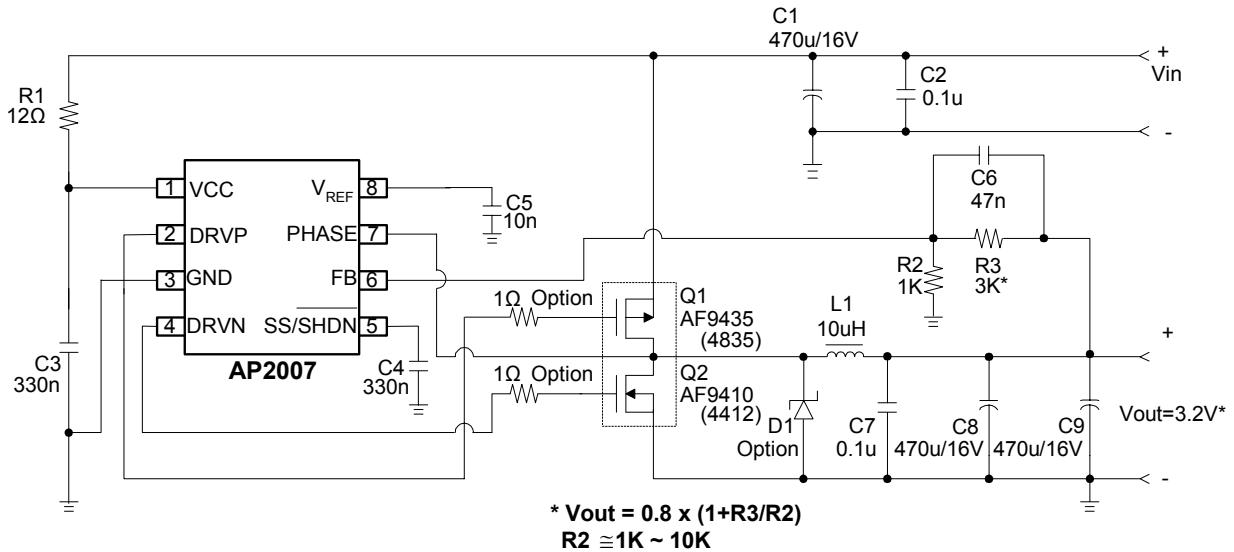 C1
470u/16V
+
Vin
-
C2
0.1u
R1
12Ω
1 VCC
2 DRVP
3 GND
4 DRVN
VREF 8
PHASE 7
FB 6
SS/SHDN 5
AP2007
C5
10n
C6
47n
R2
1K
R3
3K*
C3
330n
C4
330n
1Ω Option
1Ω Option
Q1
AF9435
(4835)
Q2
AF9410
(4412)
L1
10uH
D1
Option
C7
0.1u
C8
470u/16V
C9
470u/16V
+
Vout=3.2V*
-
* Vout = 0.8 x (1+R3/R2)
R2 ≅1K ~ 10K